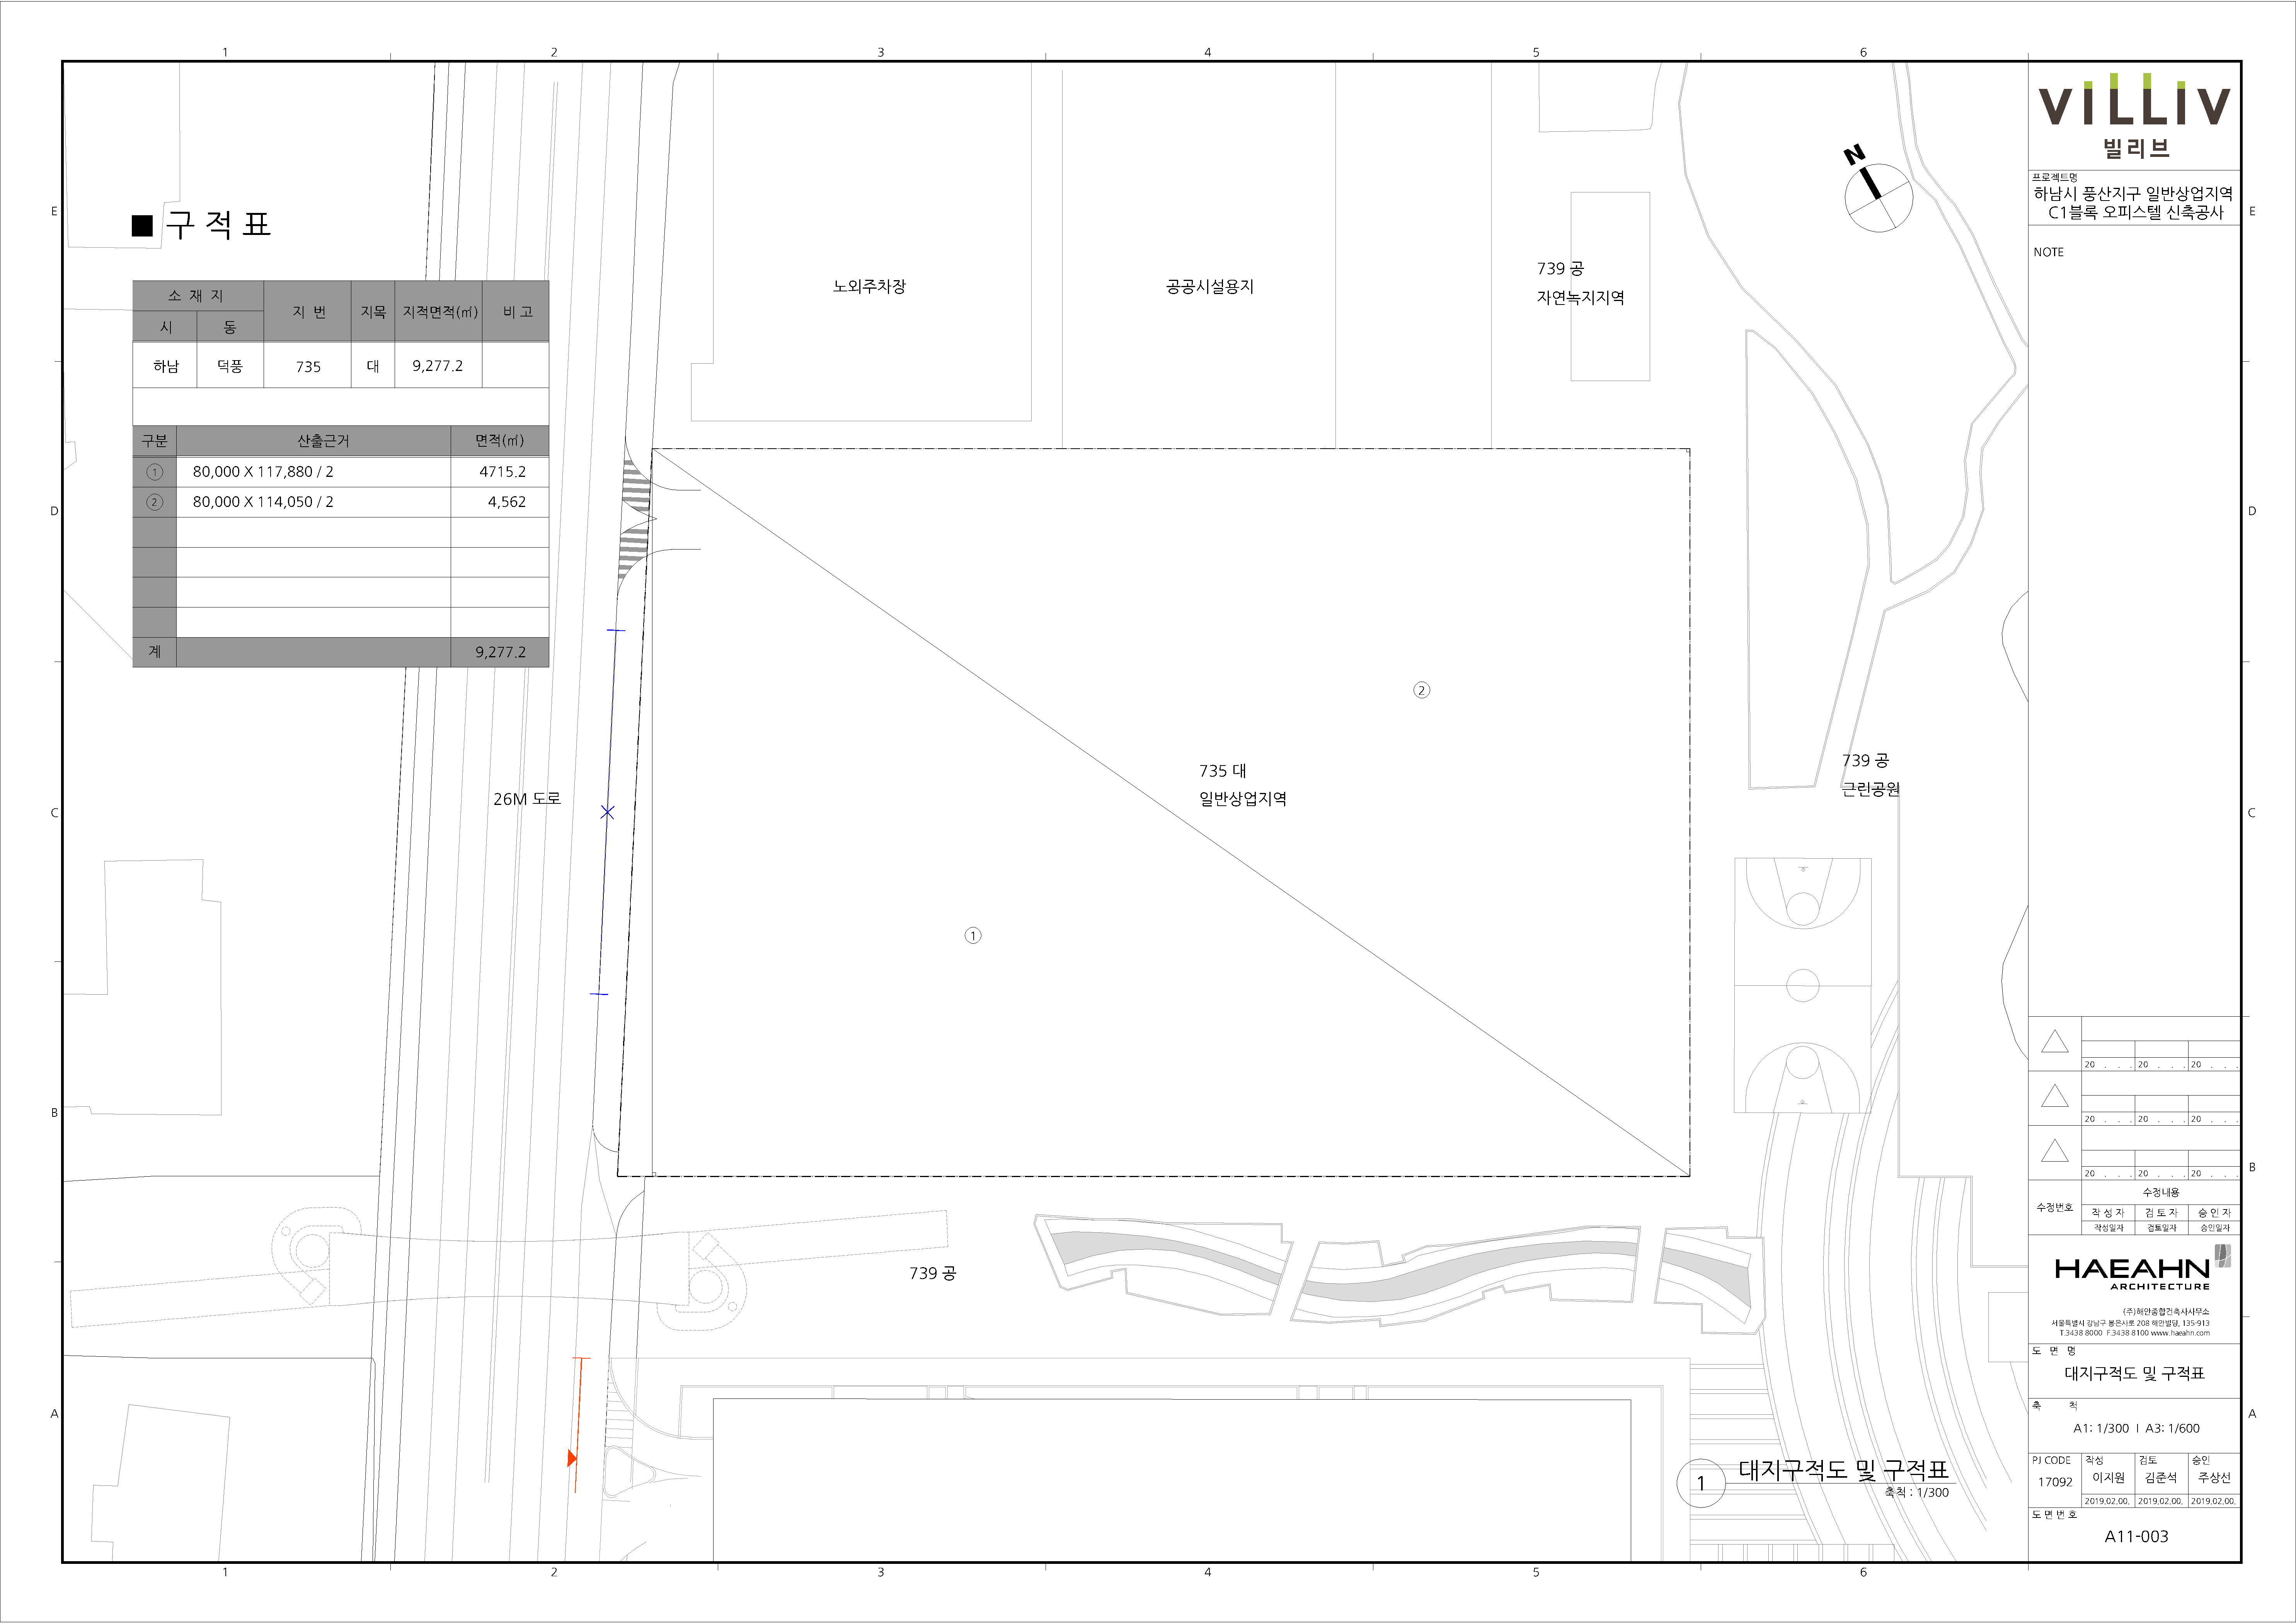 1 2 3 4 5 6
VILLIV
빌리브
프로젝트명
하남시 풍산지구 일반상업지역
C1블록 오피스텔 신축공사
NOTE
N
E E
D D
C C
B B
A A
■ 구 적 표
소 재 지 지 번 지목 지적면적(㎡) 비 고
시 동
하남 덕풍 735 대 9,277.2
구분 산출근거 면적(㎡)
① 80,000 X 117,880 / 2 4715.2
② 80,000 X 114,050 / 2 4,562
계 9,277.2
노외주차장
공공시설용지
739 공
자연녹지지역
②
735 대
일반상업지역
26M 도로
739 공
근린공원
①
739 공
20 . . . 20 . . . 20 . . .
20 . . . 20 . . . 20 . . .
20 . . . 20 . . . 20 . . .
수정번호 수정내용
작 성 자 검 토 자 승 인 자
작성일자 검토일자 승인일자
HAEAHN
ARCHITECTURE
(주)해안종합건축사사무소
서울특별시 강남구 봉은사로 208 해안빌딩, 135-913
T.3438 8000 F.3438 8100 www.haeahn.com
도 면 명
대지구적도 및 구적표
축 척
A1: 1/300 I A3: 1/600
PJ CODE 작성 검토 승인
17092 이지원 김준석 주상선
2019.02.00. 2019.02.00. 2019.02.00.
도 면 번 호
A11-003
1 대지구적도 및 구적표
축척 : 1/300
1 2 3 4 5 6